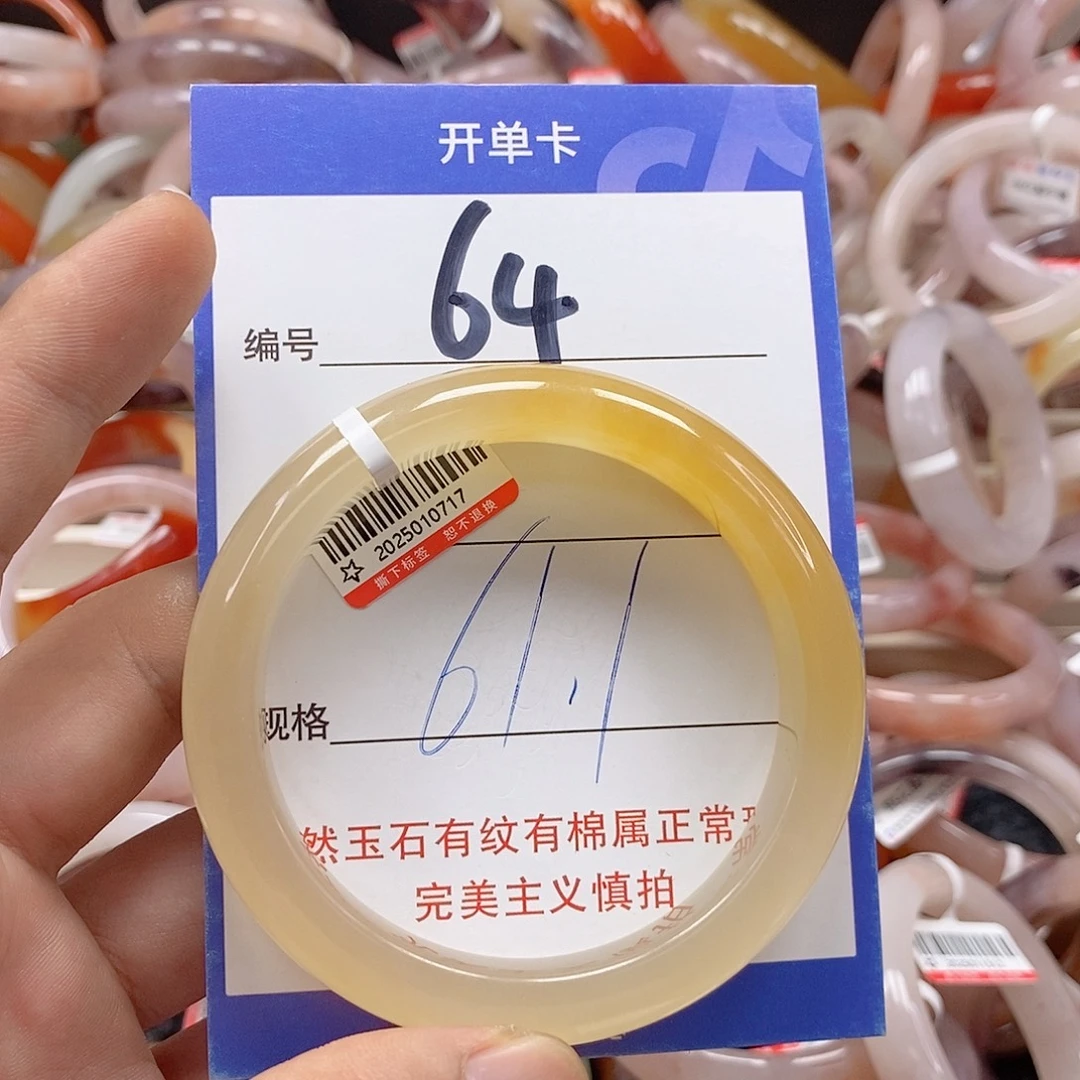 开单卡
编号 64
2025010717
撕下标签 恕不退换
规格 61.1
然玉石有纹有棉属正常
完美主义慎拍